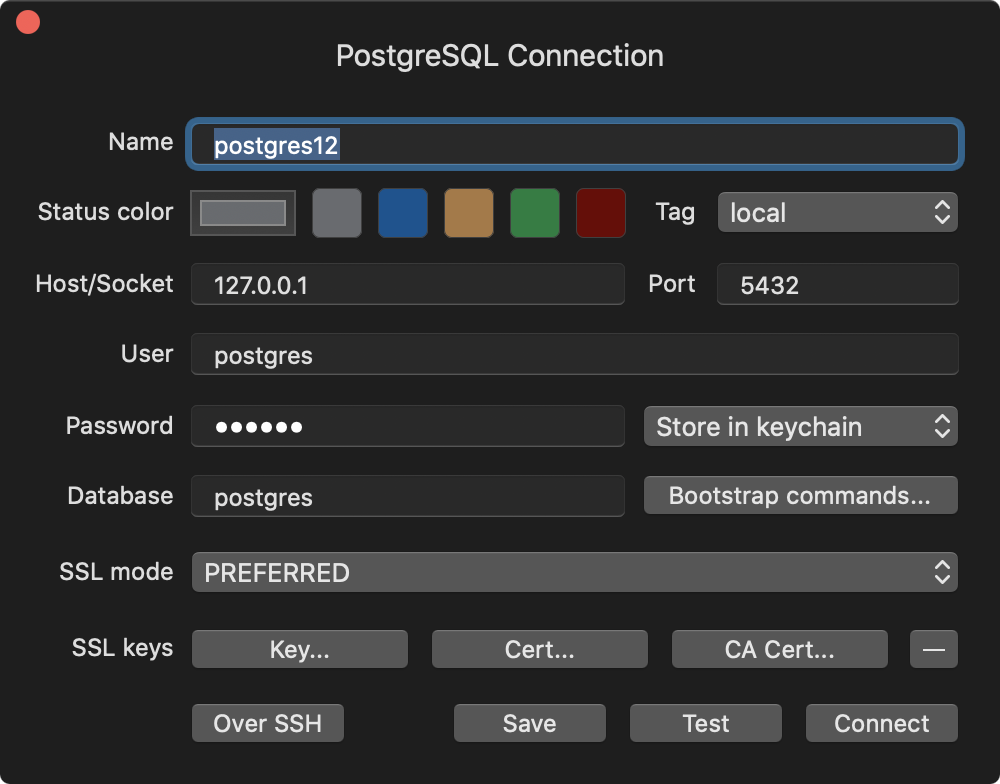 PostgreSQL Connection
Name postgres12
Status color Tag local
Host/Socket 127.0.0.1 Port 5432
User postgres
Password •••••• Store in keychain
Database postgres Bootstrap commands...
SSL mode PREFERRED
SSL keys Key... Cert... CA Cert... —
Over SSH Save Test Connect